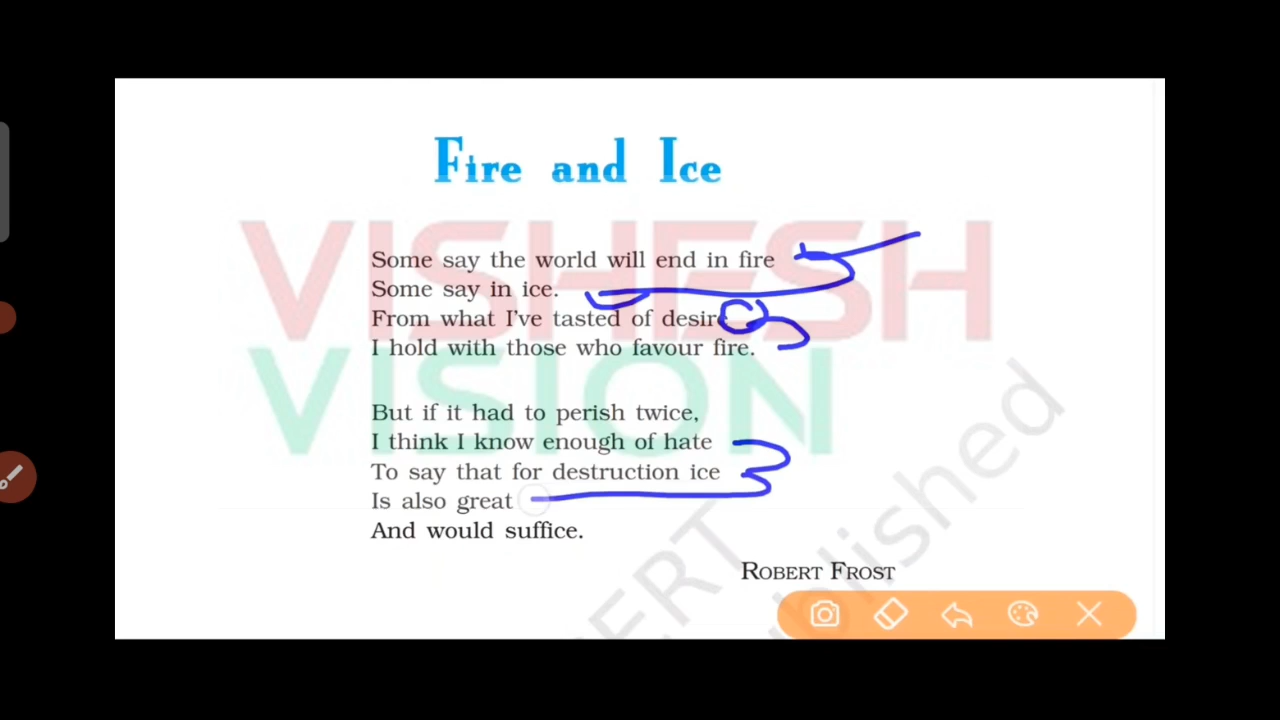 Fire and Ice
VISHESH
VISION
Some say the world will end in fire
Some say in ice.
From what I've tasted of desire
I hold with those who favour fire.
But if it had to perish twice,
I think I know enough of hate
To say that for destruction ice
Is also great
And would suffice.
ROBERT FROST
ERT
blished